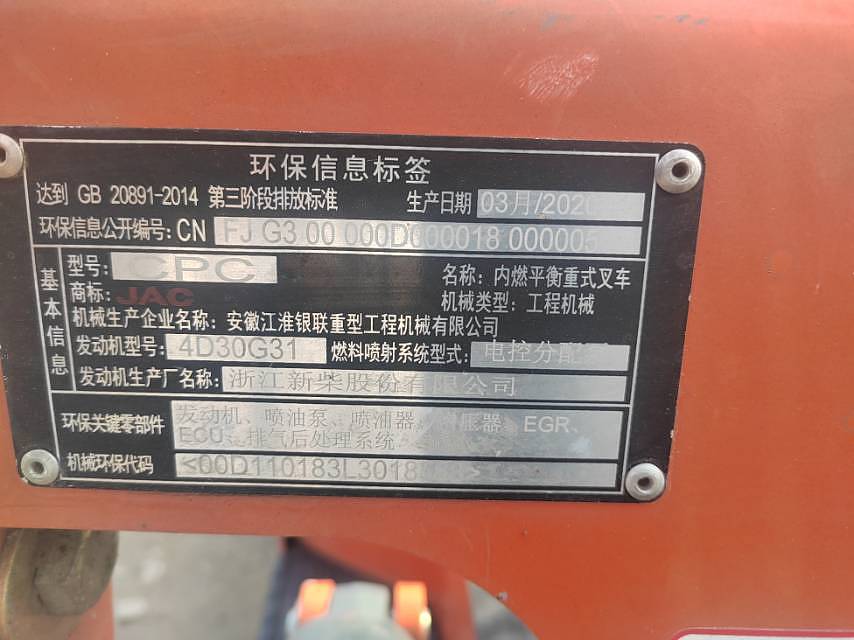 环保信息标签
达到 GB 20891-2014 第三阶段排放标准 生产日期 03月/202
环保信息公开编号: CN FJ G3 00 000D000018 000005
基本信息
型号: CPC 名称: 内燃平衡重式叉车
商标: JAC 机械类型: 工程机械
机械生产企业名称: 安徽江淮银联重型工程机械有限公司
发动机型号: 4D30G31 燃料喷射系统型式: 电控分配
发动机生产厂名称: 浙江新柴股份有限公司
环保关键零部件 发动机、喷油泵、喷油器、 EGR、
ECU、排气后处理系统
机械环保代码 <00D110183L3018